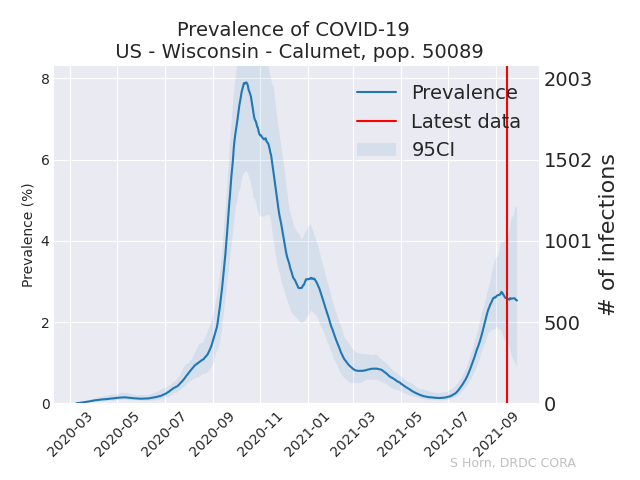 Prevalence of COVID-19
US - Wisconsin - Calumet, pop. 50089
Prevalence
Latest data
95CI
Prevalence (%)
8
6
4
2
0
2003
1502
1001
500
0
# of infections
2020-03
2020-05
2020-07
2020-09
2020-11
2021-01
2021-03
2021-05
2021-07
2021-09
S Horn, DRDC CORA